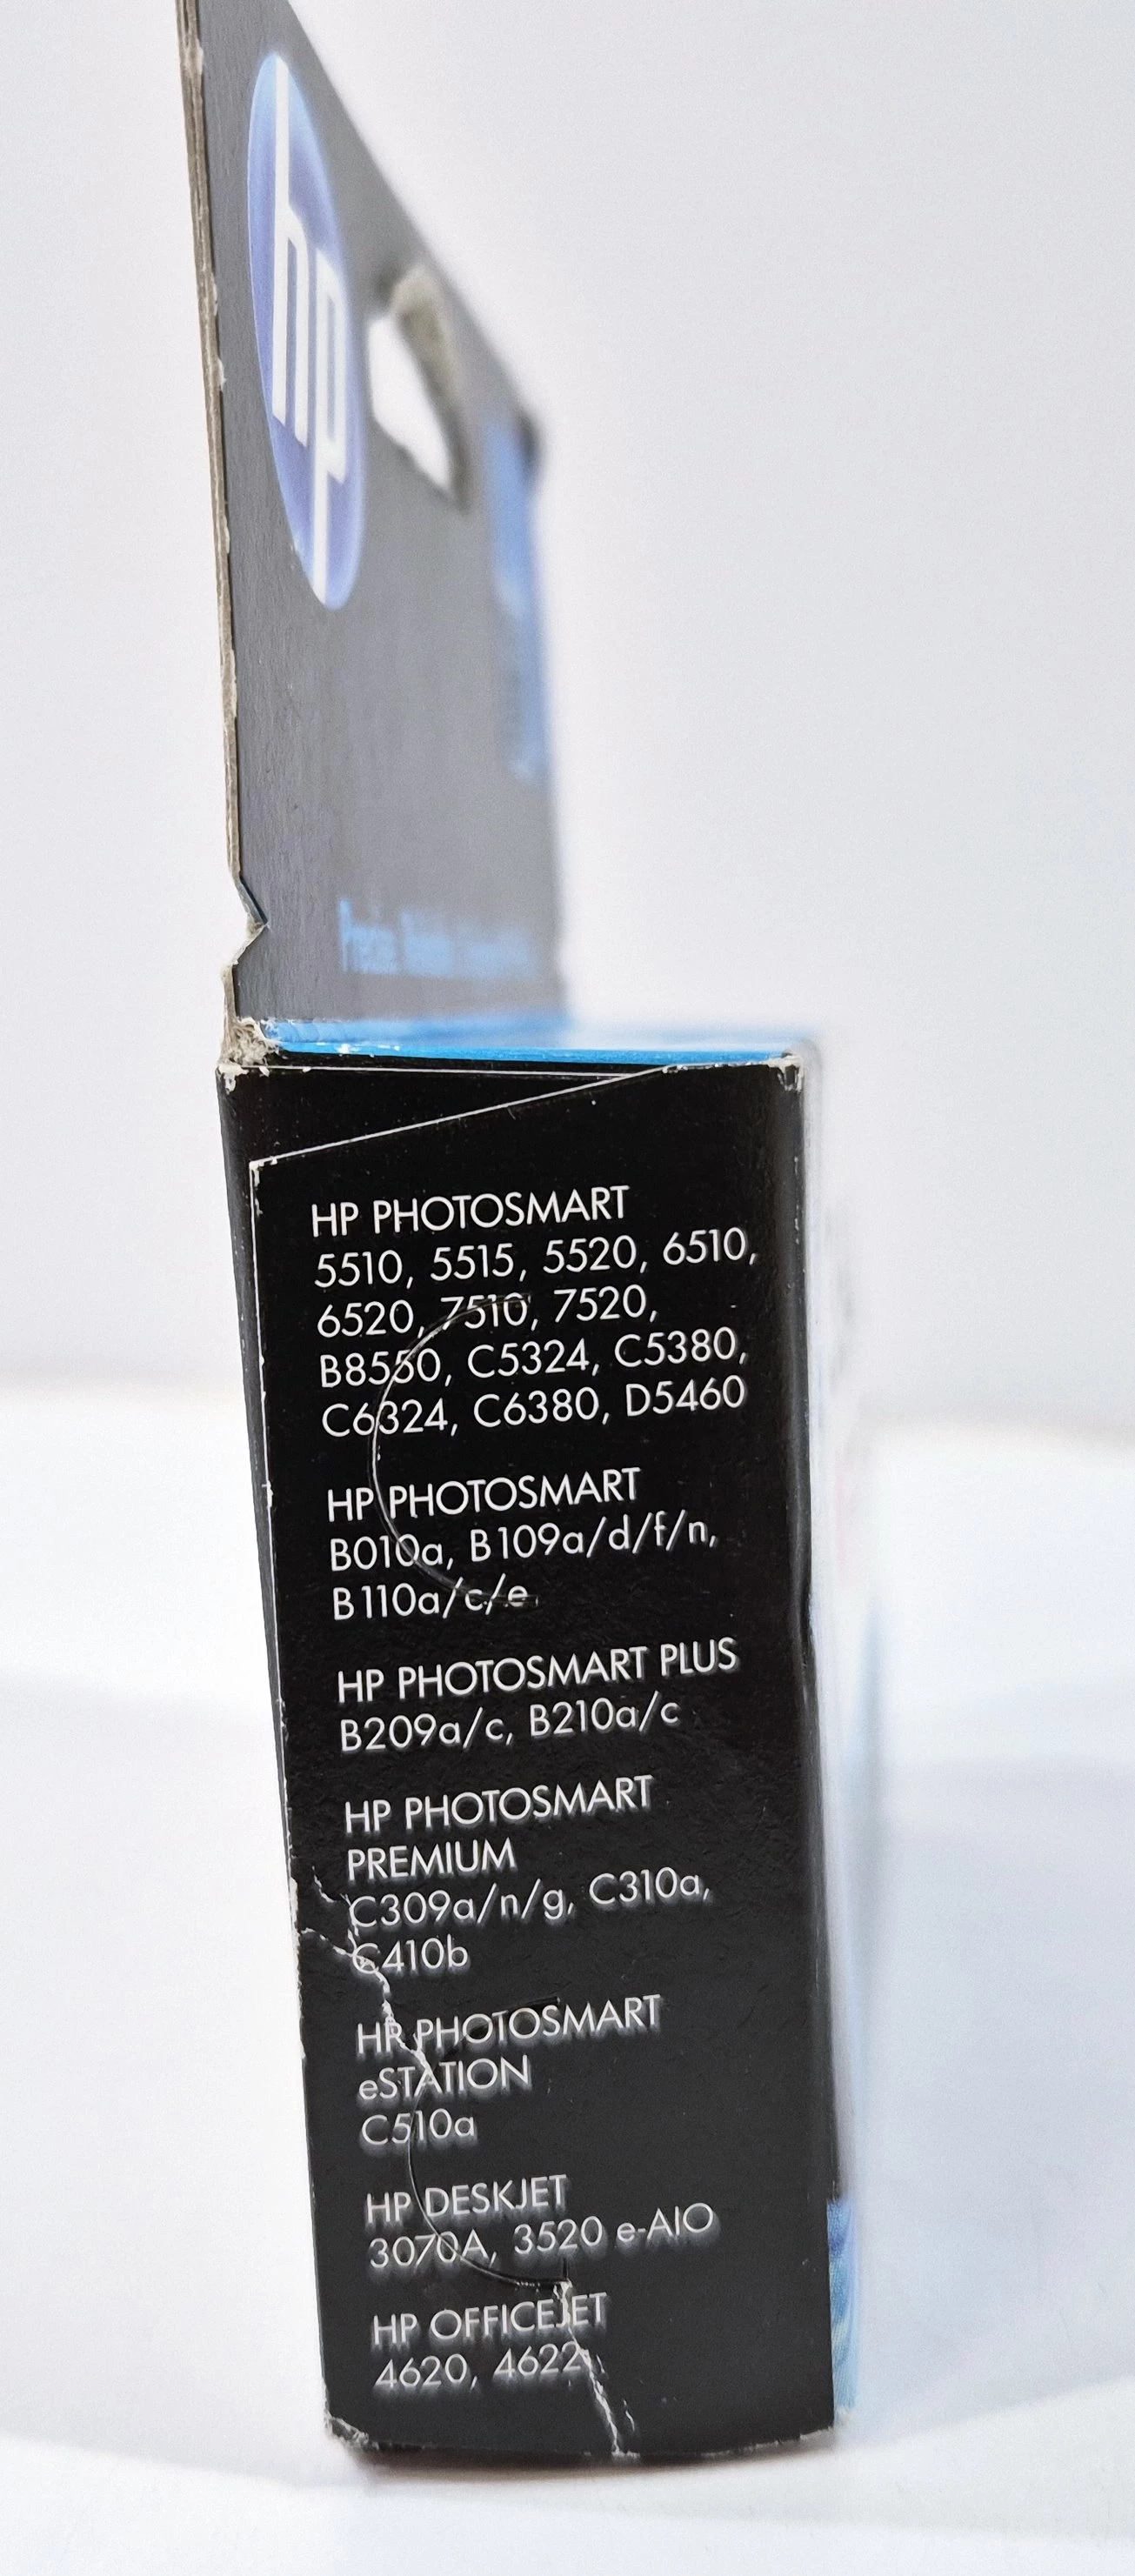 hp
HP PHOTOSMART
5510, 5515, 5520, 6510,
6520, 7510, 7520,
B8550, C5324, C5380,
C6324, C6380, D5460
HP PHOTOSMART
B010a, B109a/d/f/n,
B110a/c/e
HP PHOTOSMART PLUS
B209a/c, B210a/c
HP PHOTOSMART
PREMIUM
C309a/n/g, C310a,
C410b
HP PHOTOSMART
eSTATION
C510a
HP DESKJET
3070A, 3520 e-AIO
HP OFFICEJET
4620, 4622